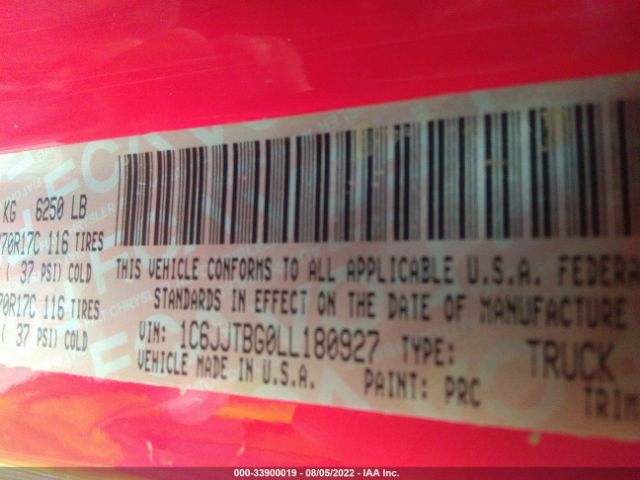 KG 6250 LB
70R17C 116 TIRES
( 37 PSI) COLD
70R17C 116 TIRES
( 37 PSI) COLD
THIS VEHICLE CONFORMS TO ALL APPLICABLE U.S.A. FEDERA
STANDARDS IN EFFECT ON THE DATE OF MANUFACTURE
VIN: 1C6JJTBG0LL180927 TYPE: TRUCK
VEHICLE MADE IN U.S.A. PAINT: PRC TRIM
000-33900019 - 08/05/2022 - IAA Inc.